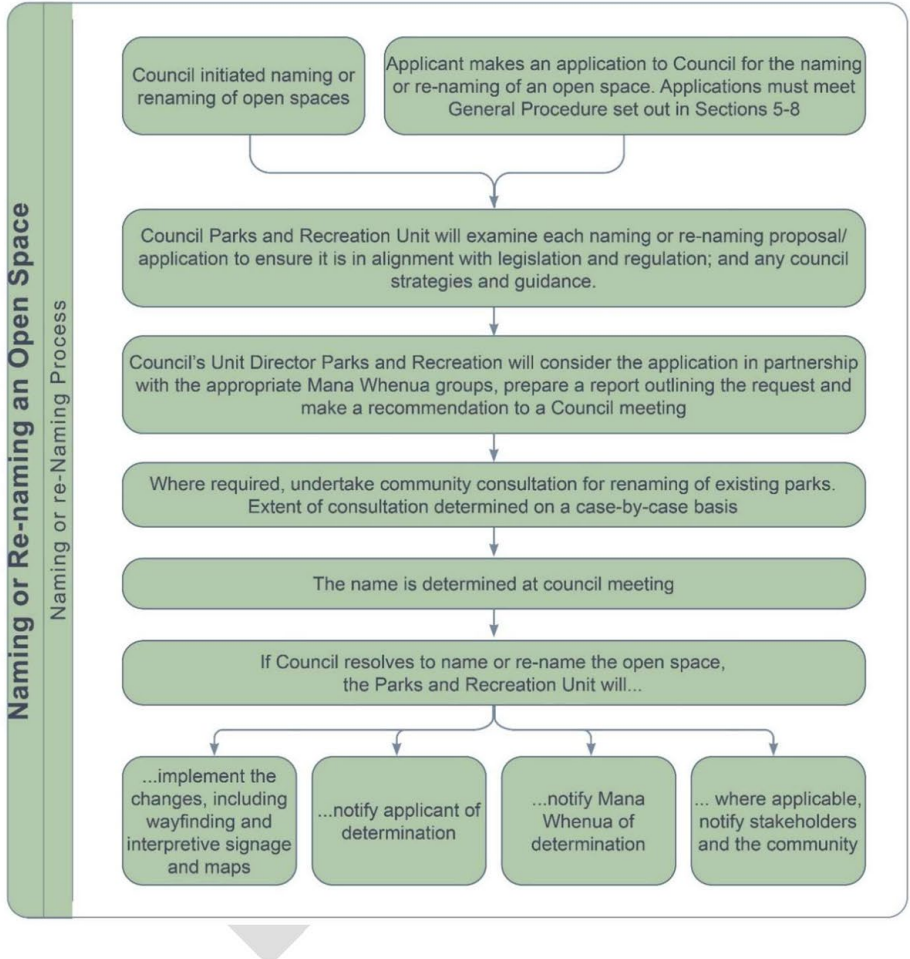 Naming or Re-naming an Open Space
Naming or re-Naming Process
Council initiated naming or
renaming of open spaces
Applicant makes an application to Council for the naming
or re-naming of an open space. Applications must meet
General Procedure set out in Sections 5-8
Council Parks and Recreation Unit will examine each naming or re-naming proposal/
application to ensure it is in alignment with legislation and regulation; and any council
strategies and guidance.
Council's Unit Director Parks and Recreation will consider the application in partnership
with the appropriate Mana Whenua groups, prepare a report outlining the request and
make a recommendation to a Council meeting
Where required, undertake community consultation for renaming of existing parks.
Extent of consultation determined on a case-by-case basis
The name is determined at council meeting
If Council resolves to name or re-name the open space,
the Parks and Recreation Unit will...
...implement the
changes, including
wayfinding and
interpretive signage
and maps
...notify applicant of
determination
...notify Mana
Whenua of
determination
... where applicable,
notify stakeholders
and the community